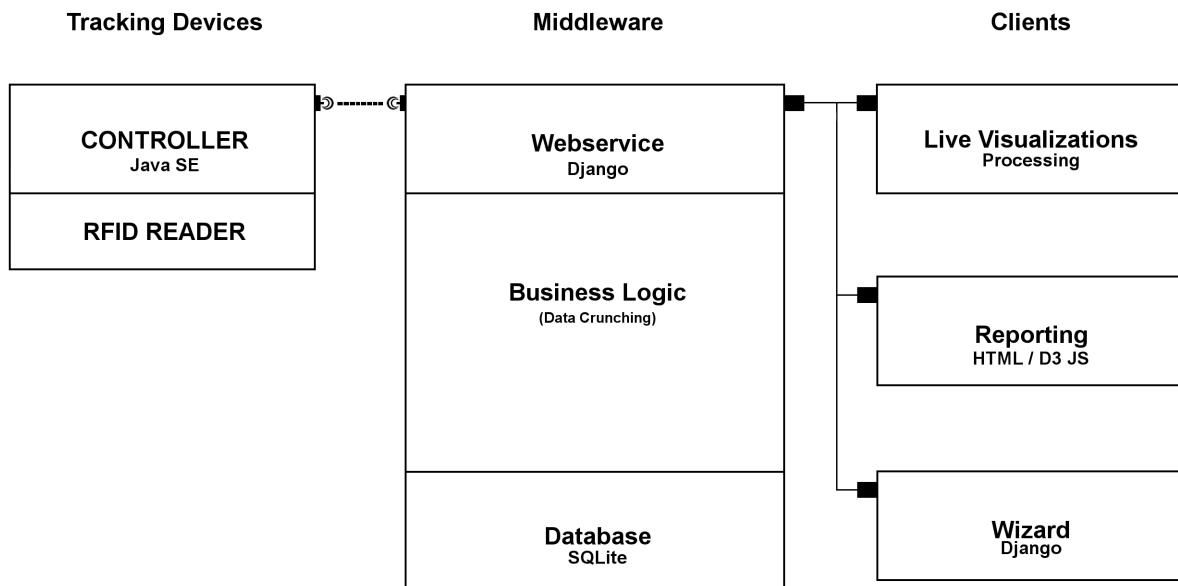 Tracking Devices
Middleware
Clients
CONTROLLER
Java SE
RFID READER
Webservice
Django
Business Logic
(Data Crunching)
Database
SQLite
Live Visualizations
Processing
Reporting
HTML / D3 JS
Wizard
Django